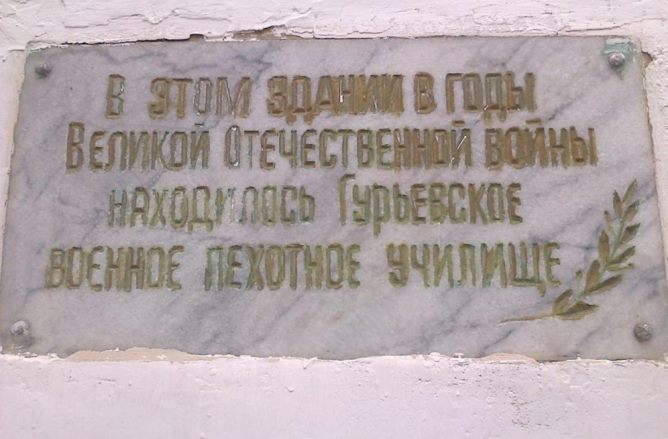 В этом здании в годы
Великой Отечественной войны
находилось Гурьевское
военное пехотное училище